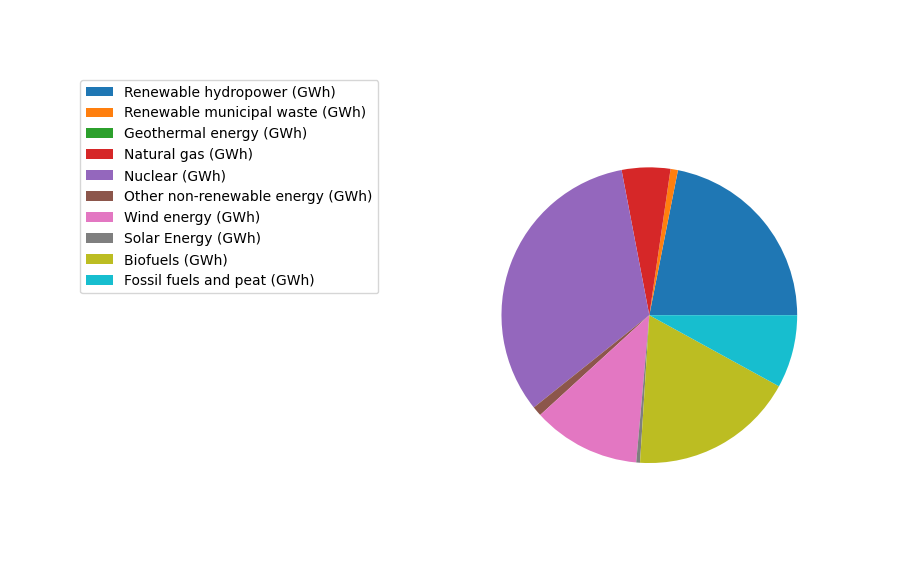 Renewable hydropower (GWh)
Renewable municipal waste (GWh)
Geothermal energy (GWh)
Natural gas (GWh)
Nuclear (GWh)
Other non-renewable energy (GWh)
Wind energy (GWh)
Solar Energy (GWh)
Biofuels (GWh)
Fossil fuels and peat (GWh)